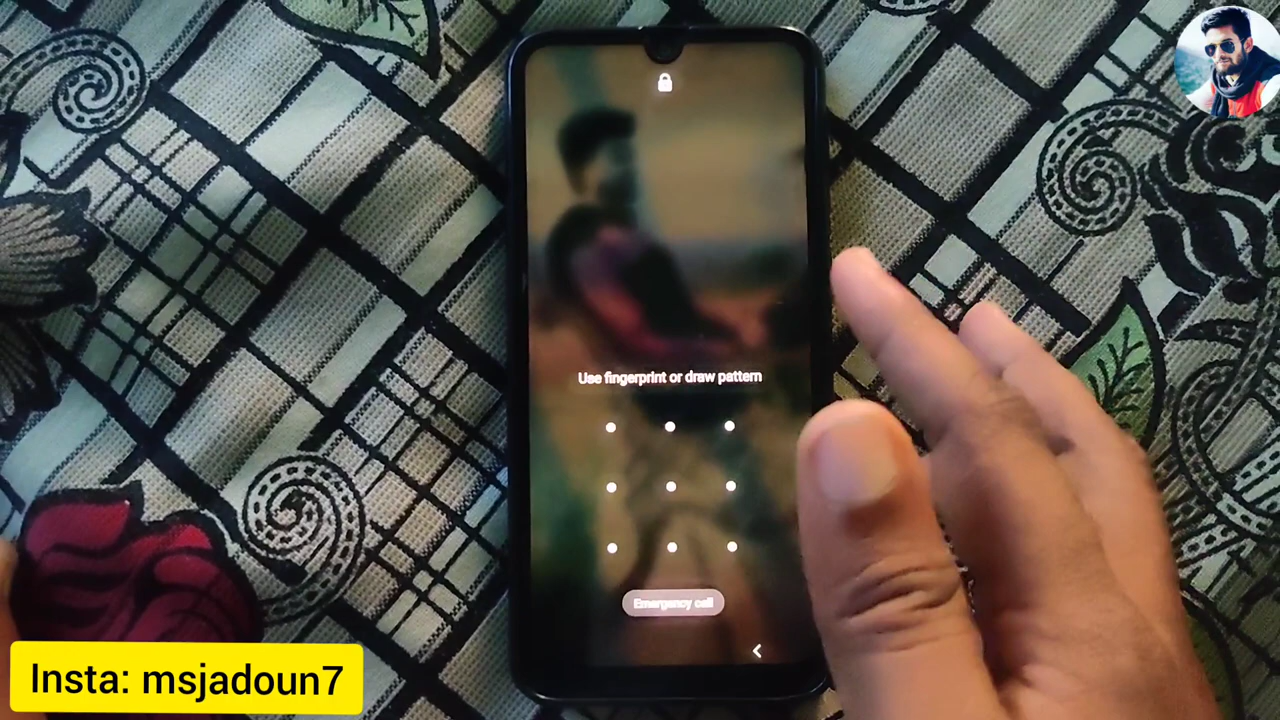 Use fingerprint or draw pattern
Emergency call
Insta: msjadoun7